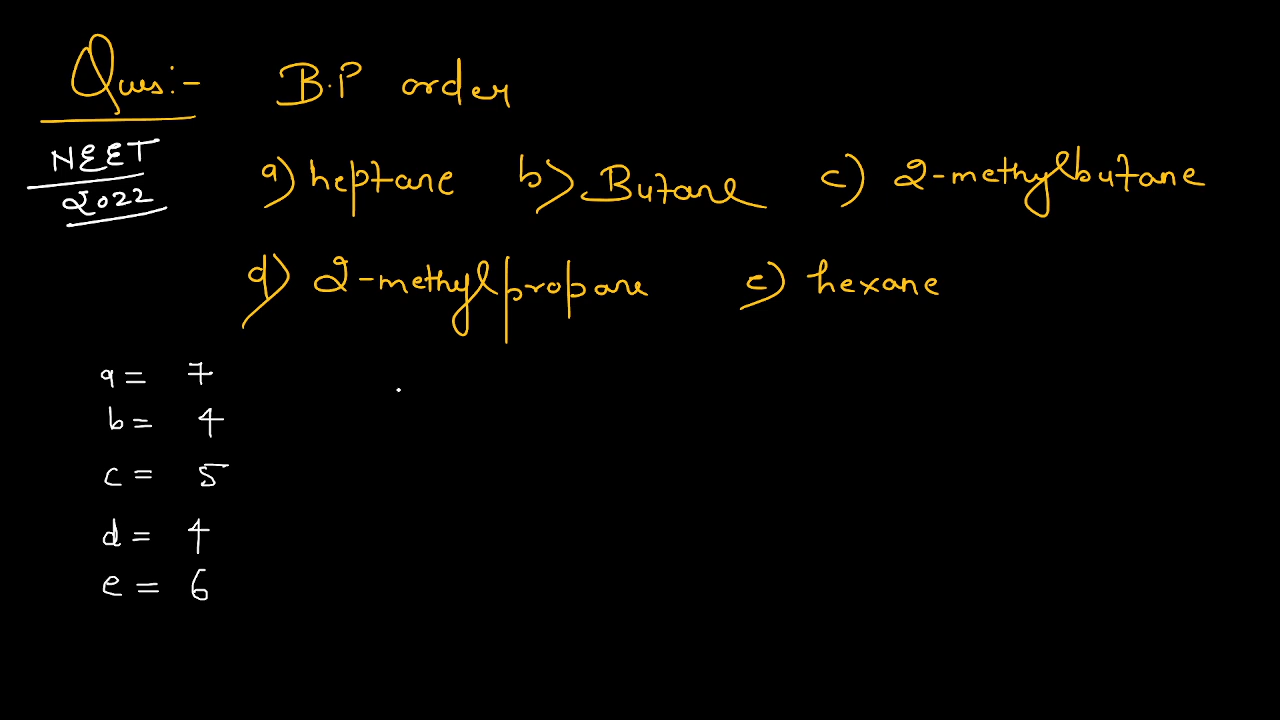 Ques:- B.P order
NEET
2022
a) heptane b) Butane c) 2-methylbutane
d) 2-methylpropane e) hexane
a = 7
b = 4
c = 5
d = 4
e = 6